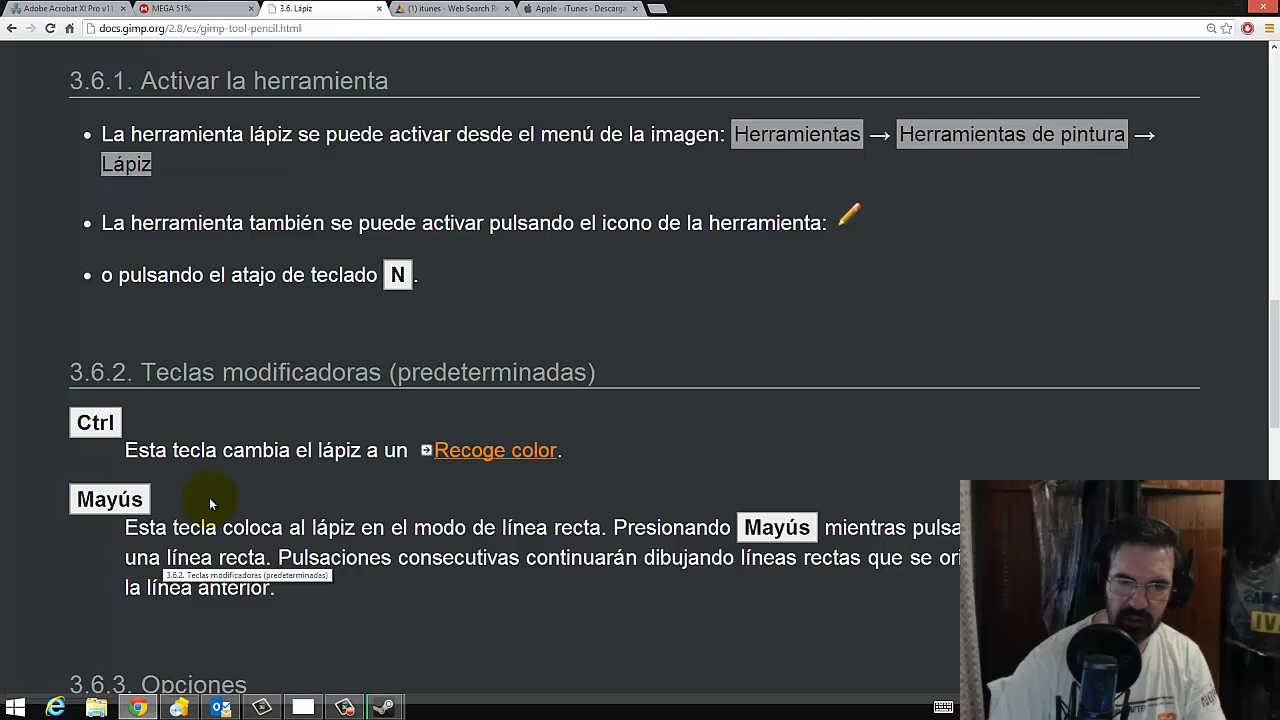 Adobe Acrobat XI Pro v11
MEGA 51%
3.6. Lápiz
(1) itunes - Web Search Re
Apple - iTunes - Descarga
docs.gimp.org/2.8/es/gimp-tool-pencil.html
3.6.1. Activar la herramienta
• La herramienta lápiz se puede activar desde el menú de la imagen: Herramientas → Herramientas de pintura →
Lápiz
• La herramienta también se puede activar pulsando el icono de la herramienta:
• o pulsando el atajo de teclado N.
3.6.2. Teclas modificadoras (predeterminadas)
Ctrl
Esta tecla cambia el lápiz a un Recoge color.
Mayús
Esta tecla coloca al lápiz en el modo de línea recta. Presionando Mayús mientras pulsa
una línea recta. Pulsaciones consecutivas continuarán dibujando líneas rectas que se ori
3.6.2. Teclas modificadoras (predeterminadas)
la línea anterior.
3.6.3. Opciones